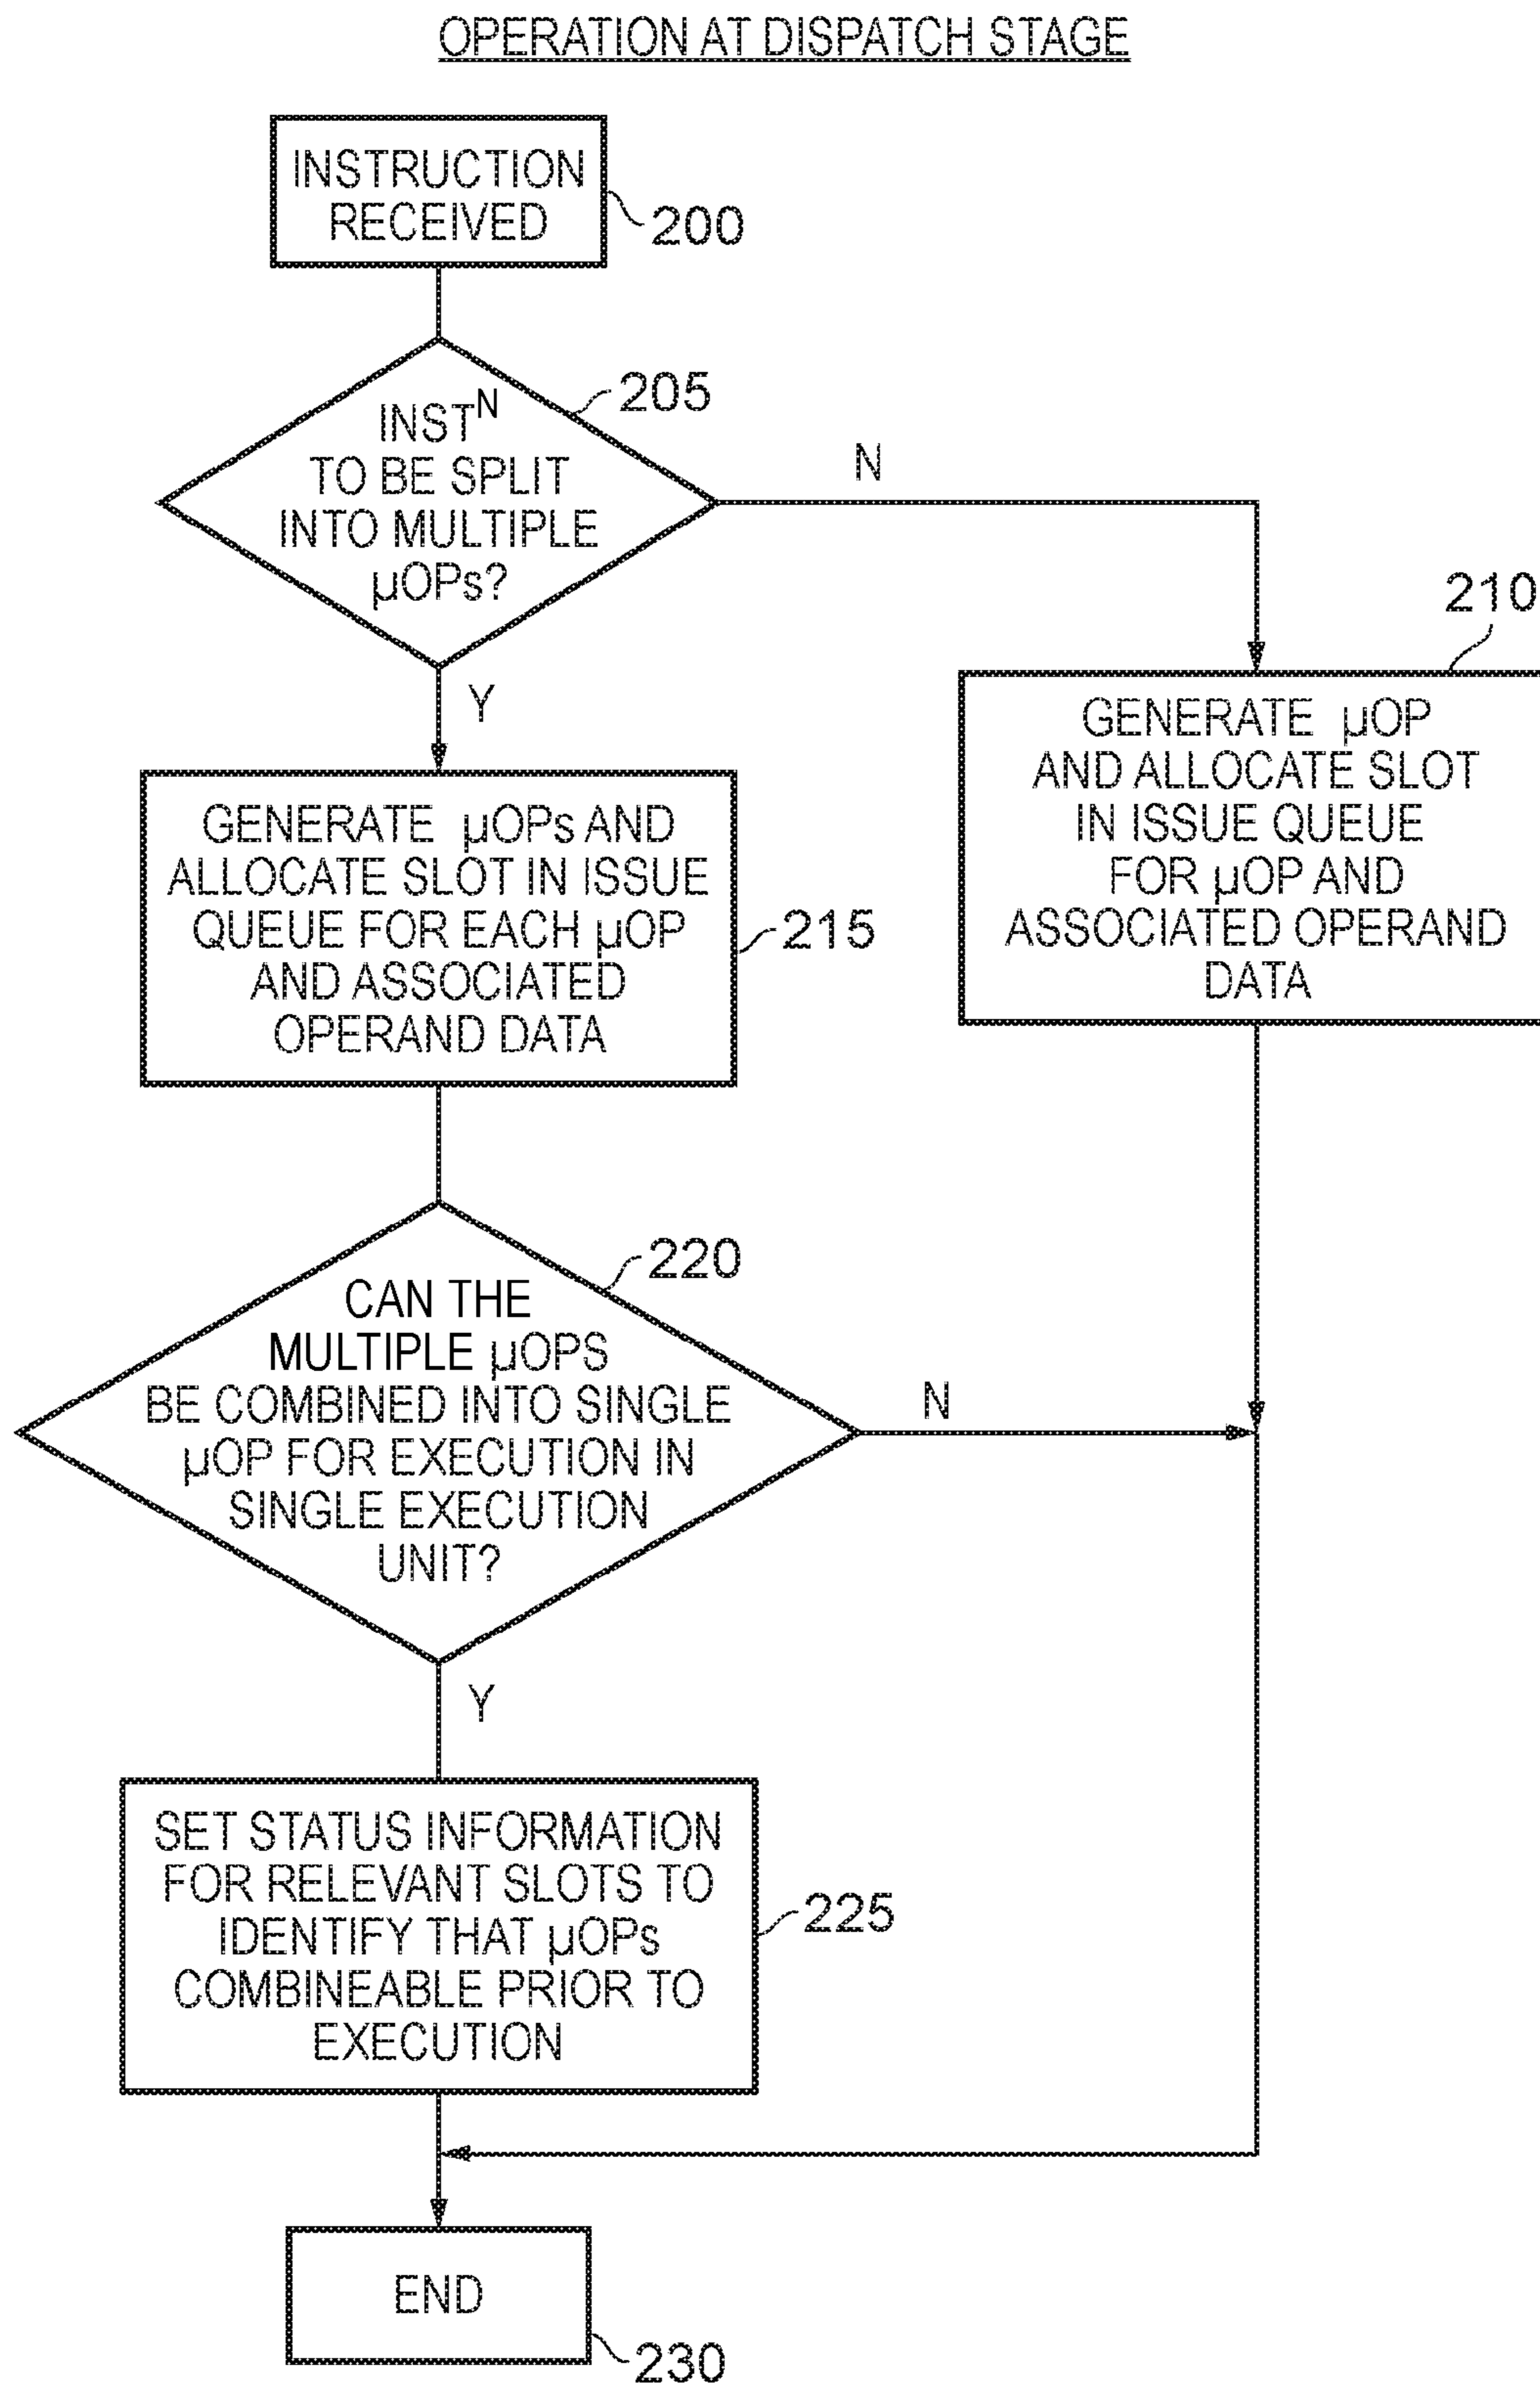 OPERATION AT DISPATCH STAGE
INSTRUCTION
RECEIVED
200
INSTᴺ
TO BE SPLIT
INTO MULTIPLE
µOPs?
205
N
Y
210
GENERATE µOP
AND ALLOCATE SLOT
IN ISSUE QUEUE
FOR µOP AND
ASSOCIATED OPERAND
DATA
GENERATE µOPs AND
ALLOCATE SLOT IN ISSUE
QUEUE FOR EACH µOP
AND ASSOCIATED
OPERAND DATA
215
220
CAN THE
MULTIPLE µOPS
BE COMBINED INTO SINGLE
µOP FOR EXECUTION IN
SINGLE EXECUTION
UNIT?
N
Y
SET STATUS INFORMATION
FOR RELEVANT SLOTS TO
IDENTIFY THAT µOPs
COMBINEABLE PRIOR TO
EXECUTION
225
END
230